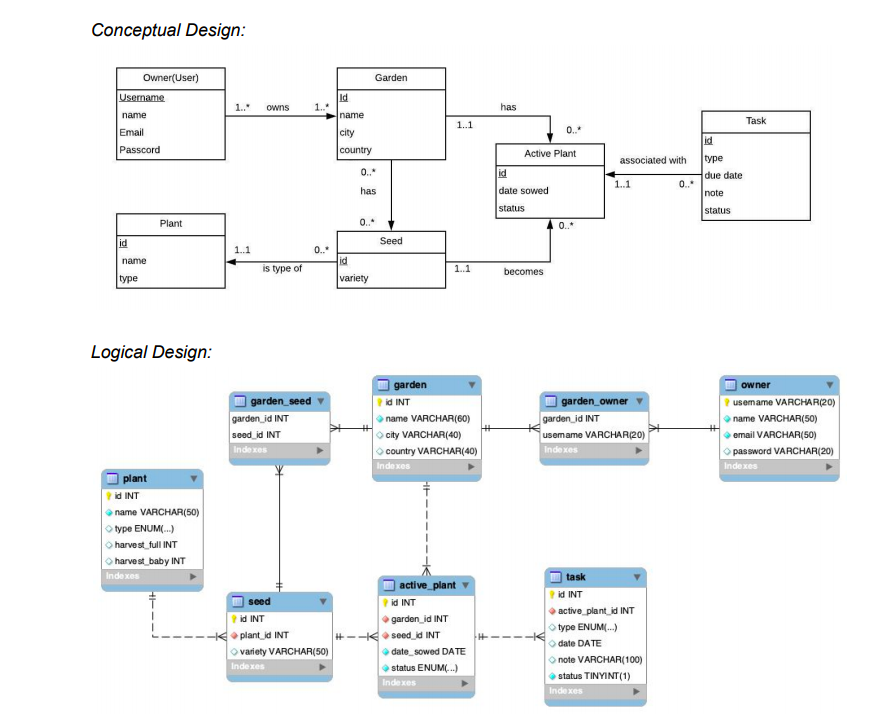 Conceptual Design:
Owner(User)
Username
name
Email
Passcord
1..* owns 1..*
Garden
Id
name
city
country
has
1..1
0..*
Active Plant
id
date sowed
status
associated with
1..1
0..*
Task
id
type
due date
note
status
0..*
has
0..*
Plant
id
name
type
1..1
is type of
0..*
Seed
id
variety
1..1
becomes
0..*
Logical Design:
garden_seed
garden_id INT
seed_id INT
Indexes
garden
id INT
name VARCHAR(60)
city VARCHAR(40)
country VARCHAR(40)
Indexes
garden_owner
garden_id INT
username VARCHAR(20)
Indexes
owner
username VARCHAR(20)
name VARCHAR(50)
email VARCHAR(50)
password VARCHAR(20)
Indexes
plant
id INT
name VARCHAR(50)
type ENUM(...)
harvest_full INT
harvest_baby INT
Indexes
seed
id INT
plant_id INT
variety VARCHAR(50)
Indexes
active_plant
id INT
garden_id INT
seed_id INT
date_sowed DATE
status ENUM(...)
Indexes
task
id INT
active_plant_id INT
type ENUM(...)
date DATE
note VARCHAR(100)
status TINYINT(1)
Indexes